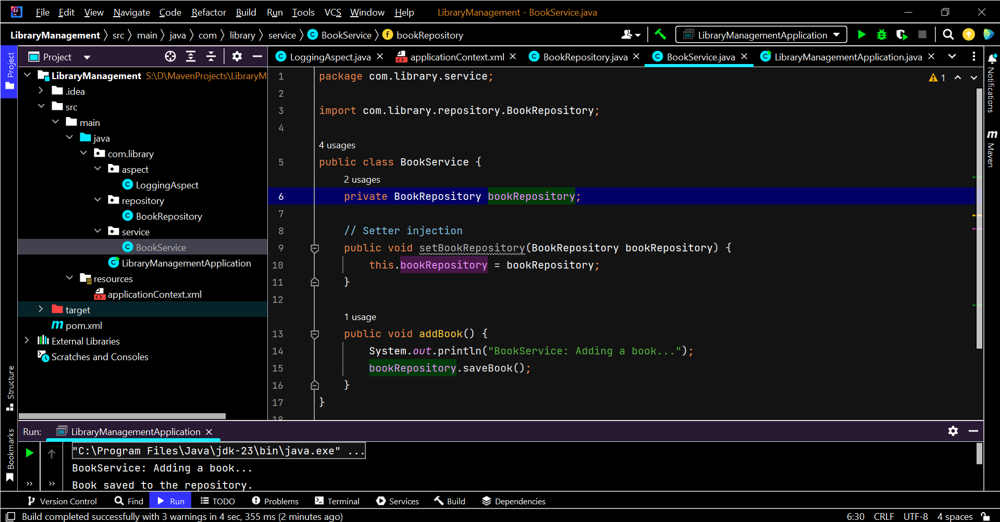 File Edit View Navigate Code Refactor Build Run Tools VCS Window Help LibraryManagement - BookService.java
LibraryManagement 〉 src 〉 main 〉 java 〉 com 〉 library 〉 service 〉 C BookService 〉 f bookRepository LibraryManagementApplication
Project
LoggingAspect.java applicationContext.xml BookRepository.java BookService.java LibraryManagementApplication.java
Project
LibraryManagement S:\D\MavenProjects\LibraryM
.idea
src
main
java
com.library
aspect
LoggingAspect
repository
BookRepository
service
BookService
LibraryManagementApplication
resources
applicationContext.xml
target
pom.xml
External Libraries
Scratches and Consoles
Structure
Bookmarks
1 package com.library.service;
2
3 import com.library.repository.BookRepository;
4
4 usages
5 public class BookService {
2 usages
6 private BookRepository bookRepository;
7
8 // Setter injection
9 public void setBookRepository(BookRepository bookRepository) {
10 this.bookRepository = bookRepository;
11 }
12
1 usage
13 public void addBook() {
14 System.out.println("BookService: Adding a book...");
15 bookRepository.saveBook();
16 }
17 }
18
1
Notifications
Maven
Run: LibraryManagementApplication
"C:\Program Files\Java\jdk-23\bin\java.exe" ...
BookService: Adding a book...
Book saved to the repository.
Version Control Find Run TODO Problems Terminal Services Build Dependencies
Build completed successfully with 3 warnings in 4 sec, 355 ms (2 minutes ago) 6:30 CRLF UTF-8 4 spaces